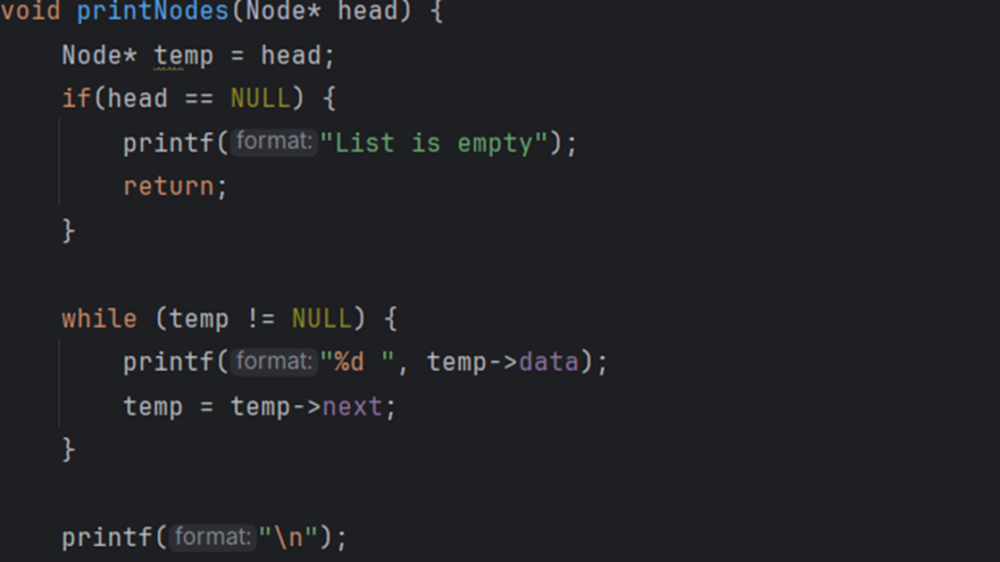 void printNodes(Node* head) {
    Node* temp = head;
    if(head == NULL) {
        printf( format: "List is empty");
        return;
    }

    while (temp != NULL) {
        printf( format: "%d ", temp->data);
        temp = temp->next;
    }

    printf( format: "\n");